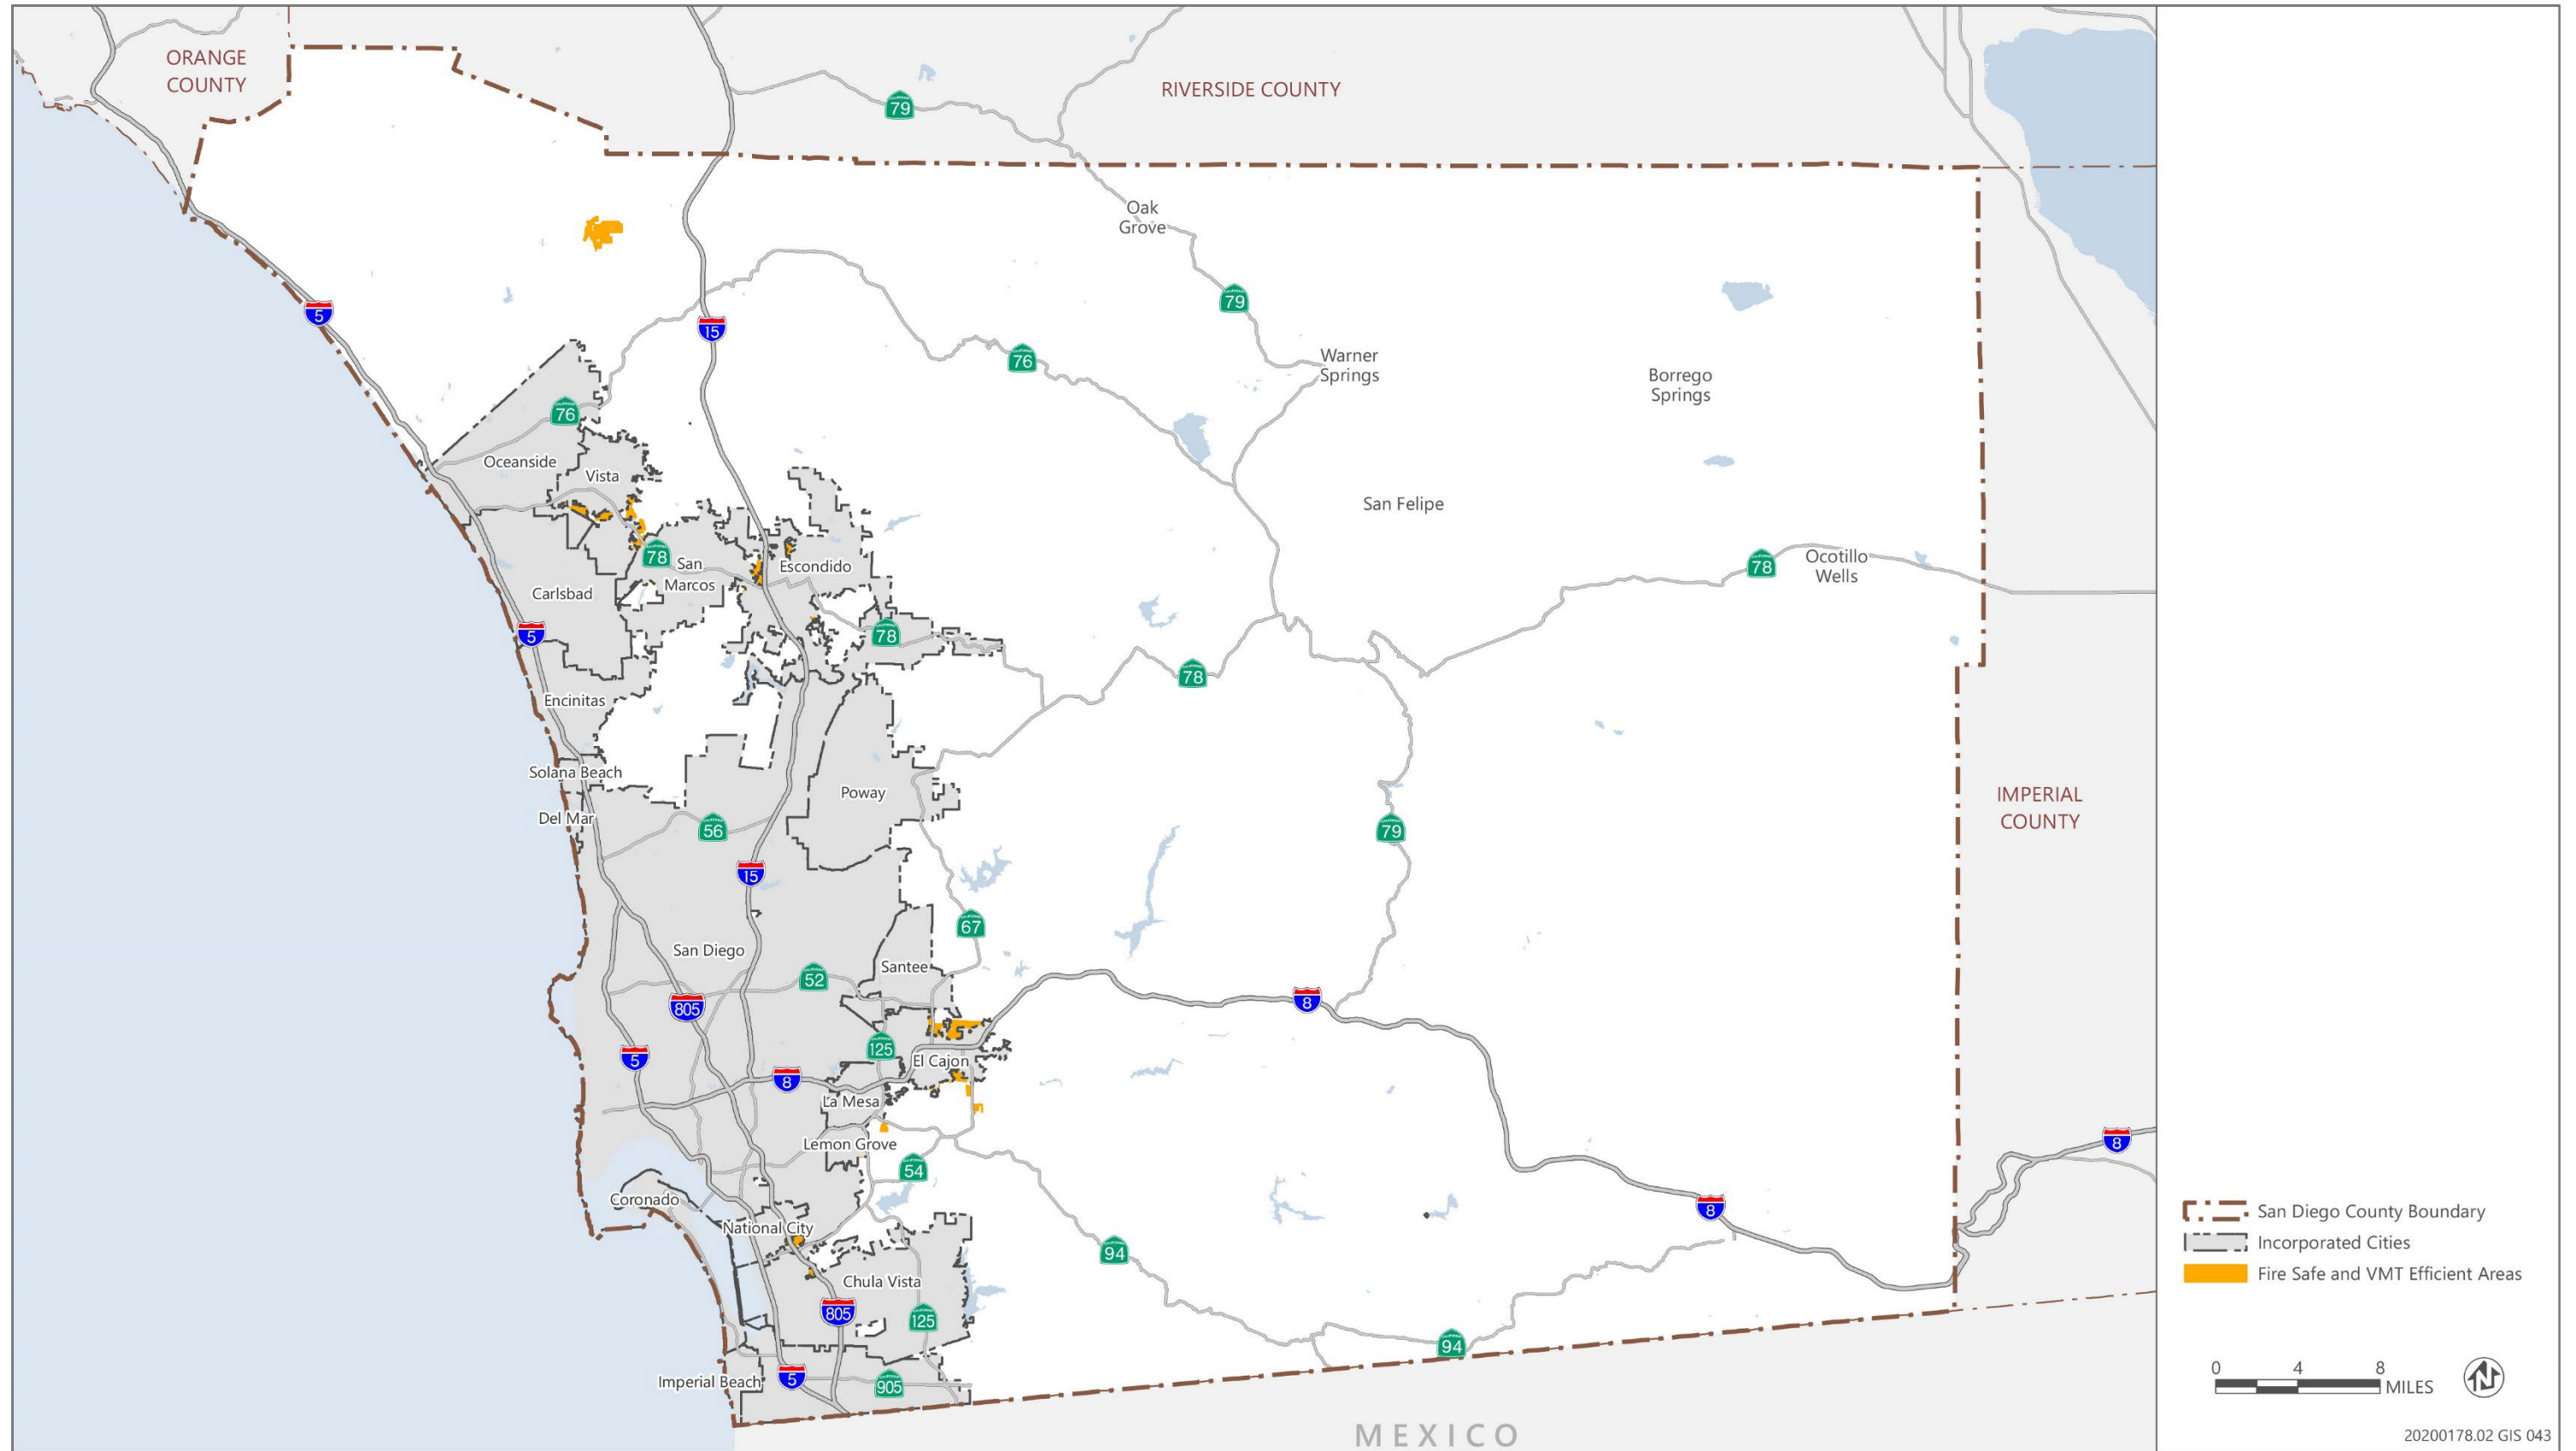 ORANGE
COUNTY
RIVERSIDE COUNTY
79
Oak
Grove
79
5
15
76
Warner
Springs
Borrego
Springs
76
Oceanside
Vista
San Felipe
78
San
Marcos
Escondido
78
Ocotillo
Wells
Carlsbad
5
78
78
Encinitas
Solana Beach
Poway
IMPERIAL
COUNTY
Del Mar
56
79
15
67
San Diego
Santee
52
805
8
5
125
El Cajon
8
La Mesa
Lemon Grove
8
54
Coronado
8
National City
94
Chula Vista
805
125
94
Imperial Beach
5
905
MEXICO
San Diego County Boundary
Incorporated Cities
Fire Safe and VMT Efficient Areas
0 4 8
MILES
N
20200178.02 GIS 043